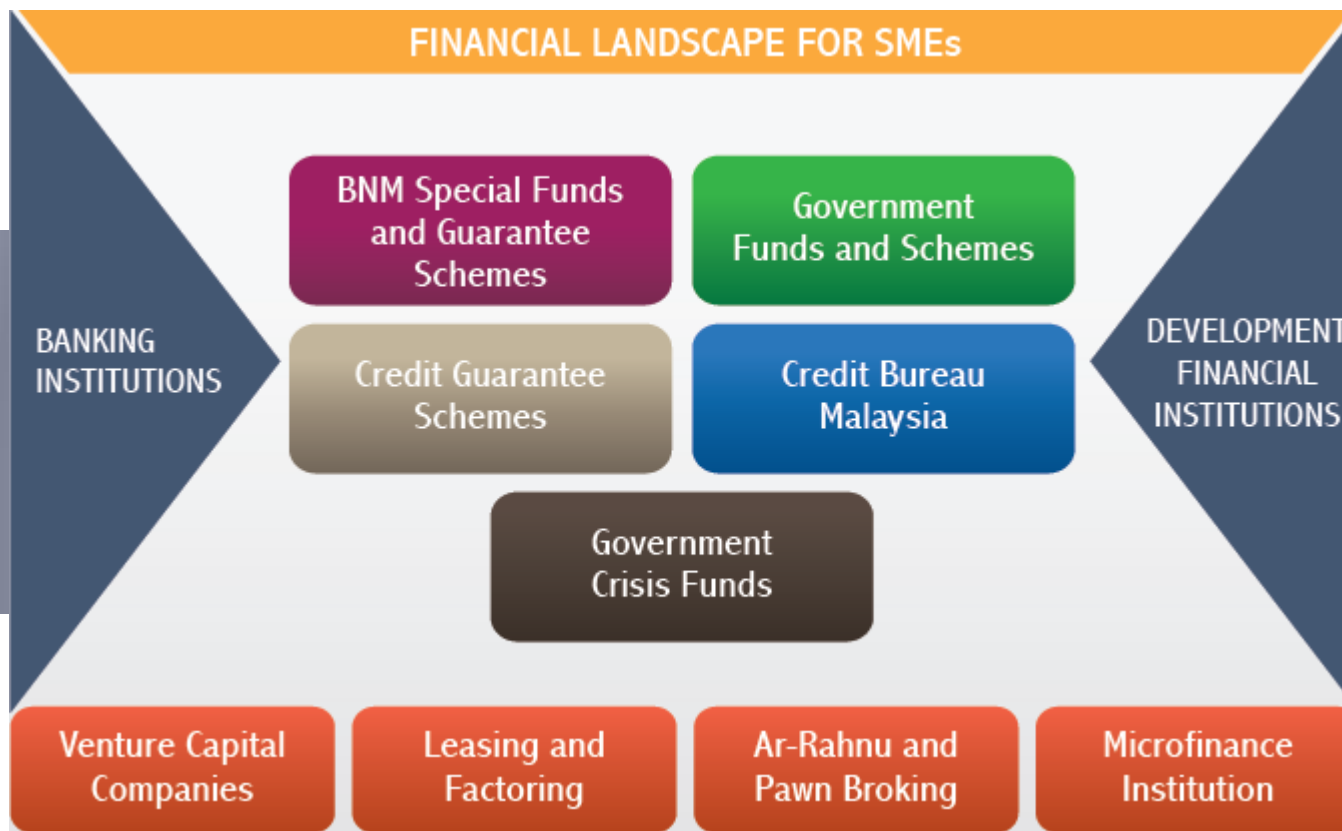 FINANCIAL LANDSCAPE FOR SMEs
BANKING
INSTITUTIONS
BNM Special Funds
and Guarantee
Schemes
Government
Funds and Schemes
Credit Guarantee
Schemes
Credit Bureau
Malaysia
Government
Crisis Funds
DEVELOPMENT
FINANCIAL
INSTITUTIONS
Venture Capital
Companies
Leasing and
Factoring
Ar-Rahnu and
Pawn Broking
Microfinance
Institution